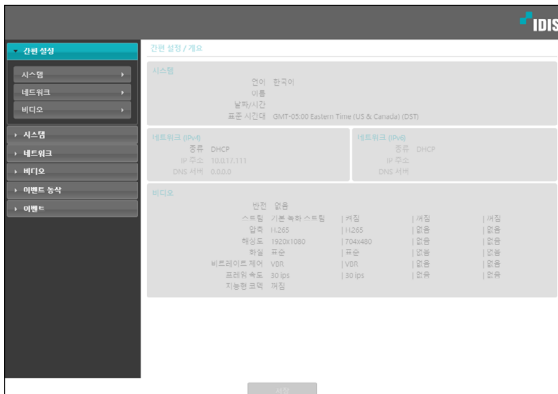 IDIS
간편 설정
시스템
네트워크
비디오
시스템
네트워크
비디오
이벤트 동작
이벤트
간편 설정 / 개요
시스템
언어 한국어
이름
날짜/시간
표준 시간대 GMT-05:00 Eastern Time (US & Canada) (DST)
네트워크 (IPv4)
종류 DHCP
IP 주소 10.0.17.111
DNS 서버 0.0.0.0
네트워크 (IPv6)
종류 DHCP
IP 주소
DNS 서버
비디오
반전 없음
스트림 기본 녹화 스트림 | 켜짐 | 꺼짐 | 꺼짐
압축 H.265 | H.265 | 없음 | 없음
해상도 1920x1080 | 704x480 | 없음 | 없음
화질 표준 | 표준 | 없음 | 없음
비트레이트 제어 VBR | VBR | 없음 | 없음
프레임 속도 30 ips | 30 ips | 없음 | 없음
지능형 코덱 꺼짐